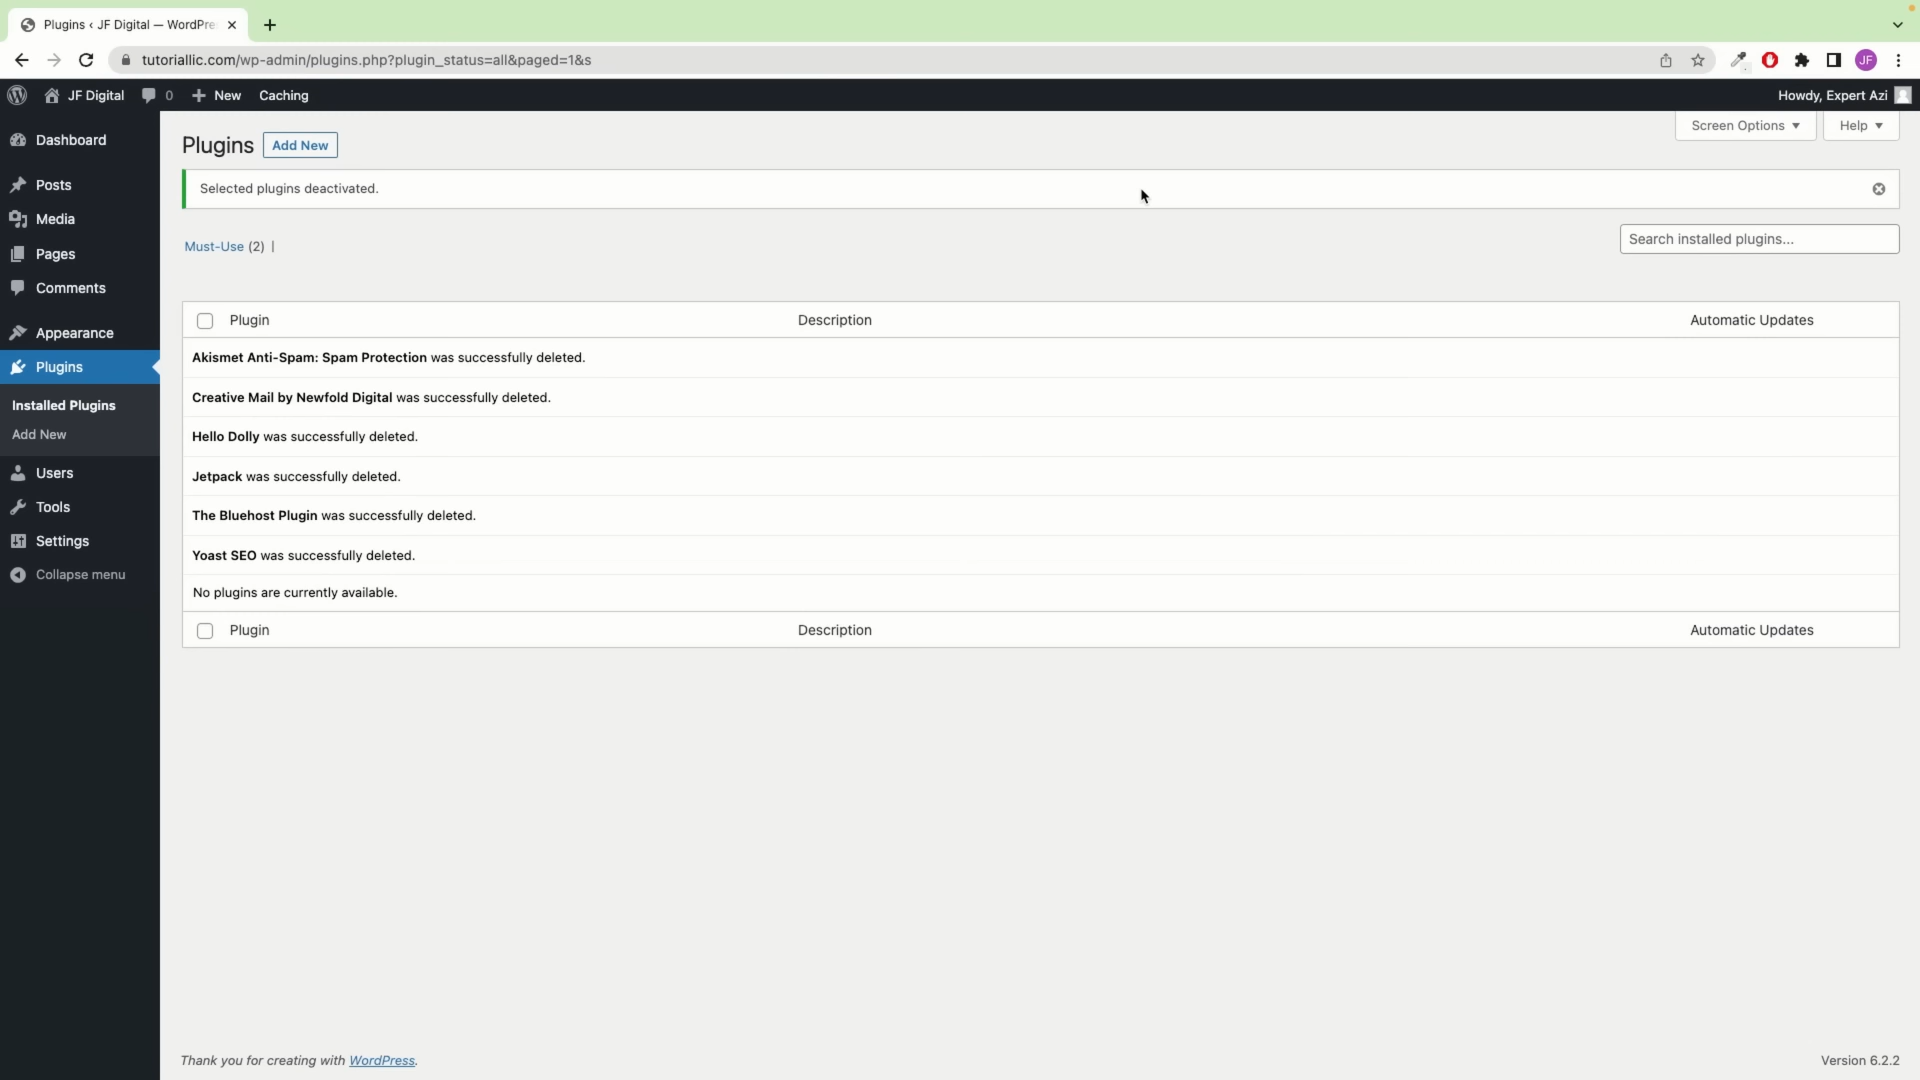 Plugins ‹ JF Digital — WordPre
tutoriallic.com/wp-admin/plugins.php?plugin_status=all&paged=1&s
JF
JF Digital
0
New
Caching
Howdy, Expert Azi
Dashboard
Posts
Media
Pages
Comments
Appearance
Plugins
Installed Plugins
Add New
Users
Tools
Settings
Collapse menu
Screen Options
Help
Plugins
Add New
Selected plugins deactivated.
Must-Use (2) |
Search installed plugins...
Plugin Description Automatic Updates
Akismet Anti-Spam: Spam Protection was successfully deleted.
Creative Mail by Newfold Digital was successfully deleted.
Hello Dolly was successfully deleted.
Jetpack was successfully deleted.
The Bluehost Plugin was successfully deleted.
Yoast SEO was successfully deleted.
No plugins are currently available.
Plugin Description Automatic Updates
Thank you for creating with WordPress.
Version 6.2.2